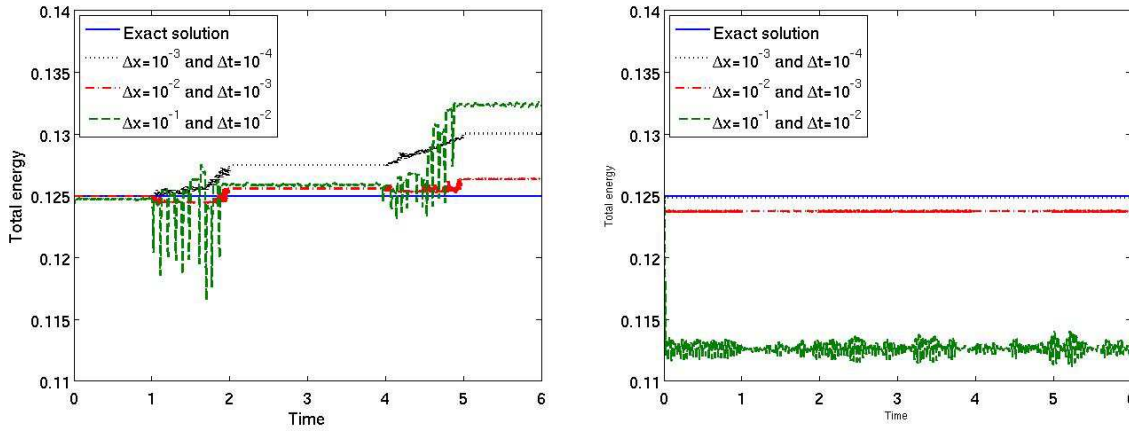 0.14
0.135
0.13
0.125
0.12
0.115
0.11
Total energy
Exact solution
Δx=10^-3 and Δt=10^-4
Δx=10^-2 and Δt=10^-3
Δx=10^-1 and Δt=10^-2
0 1 2 3 4 5 6
Time
0.14
0.135
0.13
0.125
0.12
0.115
0.11
Total energy
Exact solution
Δx=10^-3 and Δt=10^-4
Δx=10^-2 and Δt=10^-3
Δx=10^-1 and Δt=10^-2
0 1 2 3 4 5 6
Time